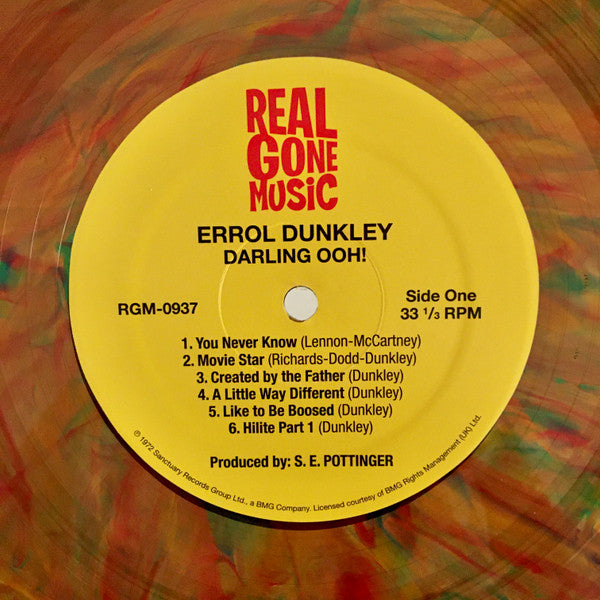 REAL
GONE
MUSiC
ERROL DUNKLEY
DARLING OOH!
RGM-0937
Side One
33 ⅓ RPM
1. You Never Know (Lennon-McCartney)
2. Movie Star (Richards-Dodd-Dunkley)
3. Created by the Father (Dunkley)
4. A Little Way Different (Dunkley)
5. Like to Be Boosed (Dunkley)
6. Hilite Part 1 (Dunkley)
Produced by: S. E. POTTINGER
℗ 1972 Sanctuary Records Group Ltd., a BMG Company. Licensed courtesy of BMG Rights Management (UK) Ltd.